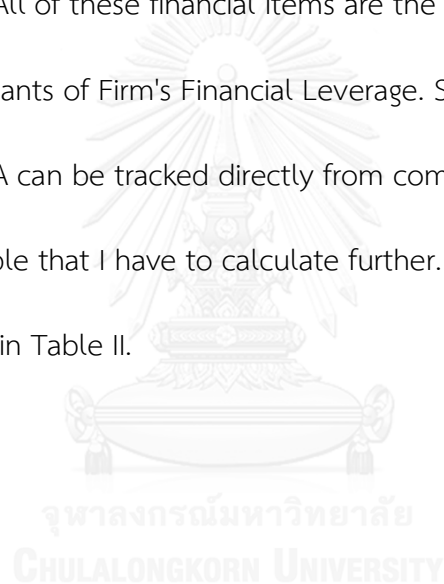 All of these financial items are the
ants of Firm's Financial Leverage. S
A can be tracked directly from com
ble that I have to calculate further.
in Table II.
จุฬาลงกรณ์มหาวิทยาลัย
CHULALONGKORN UNIVERSITY